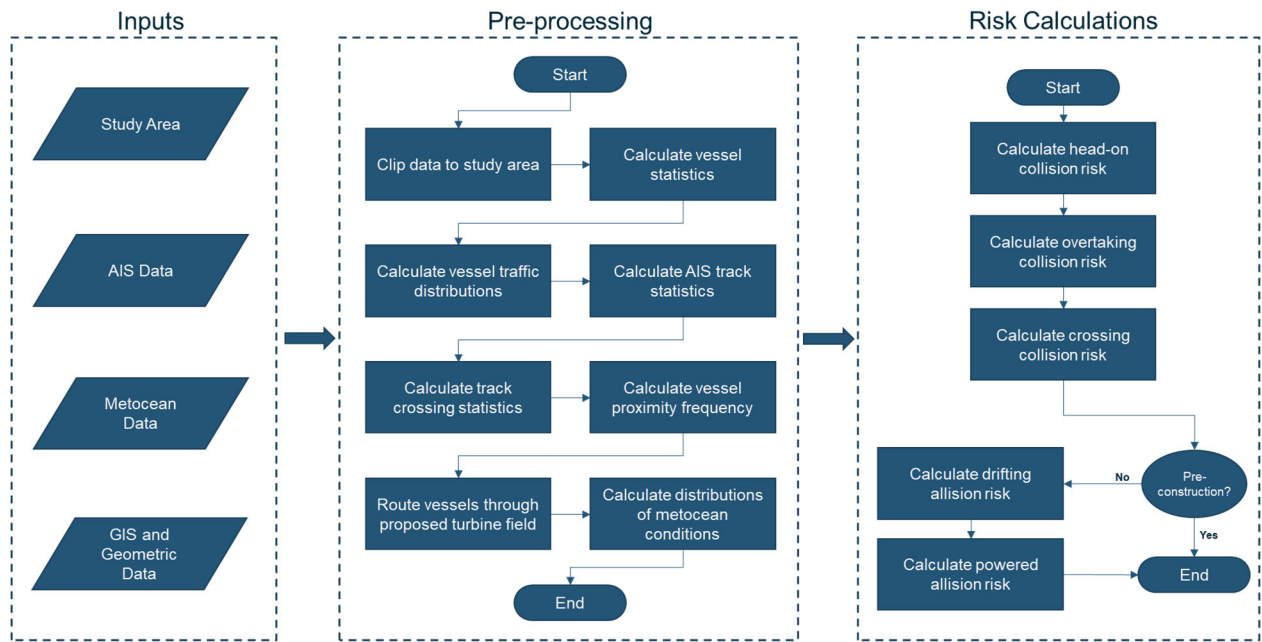 Inputs
Study Area
AIS Data
Metocean
Data
GIS and
Geometric
Data
Pre-processing
Start
Clip data to study area
Calculate vessel
statistics
Calculate vessel traffic
distributions
Calculate AIS track
statistics
Calculate track
crossing statistics
Calculate vessel
proximity frequency
Route vessels through
proposed turbine field
Calculate distributions
of metocean
conditions
End
Risk Calculations
Start
Calculate head-on
collision risk
Calculate overtaking
collision risk
Calculate crossing
collision risk
Pre-
construction?
No
Yes
Calculate drifting
allision risk
Calculate powered
allision risk
End